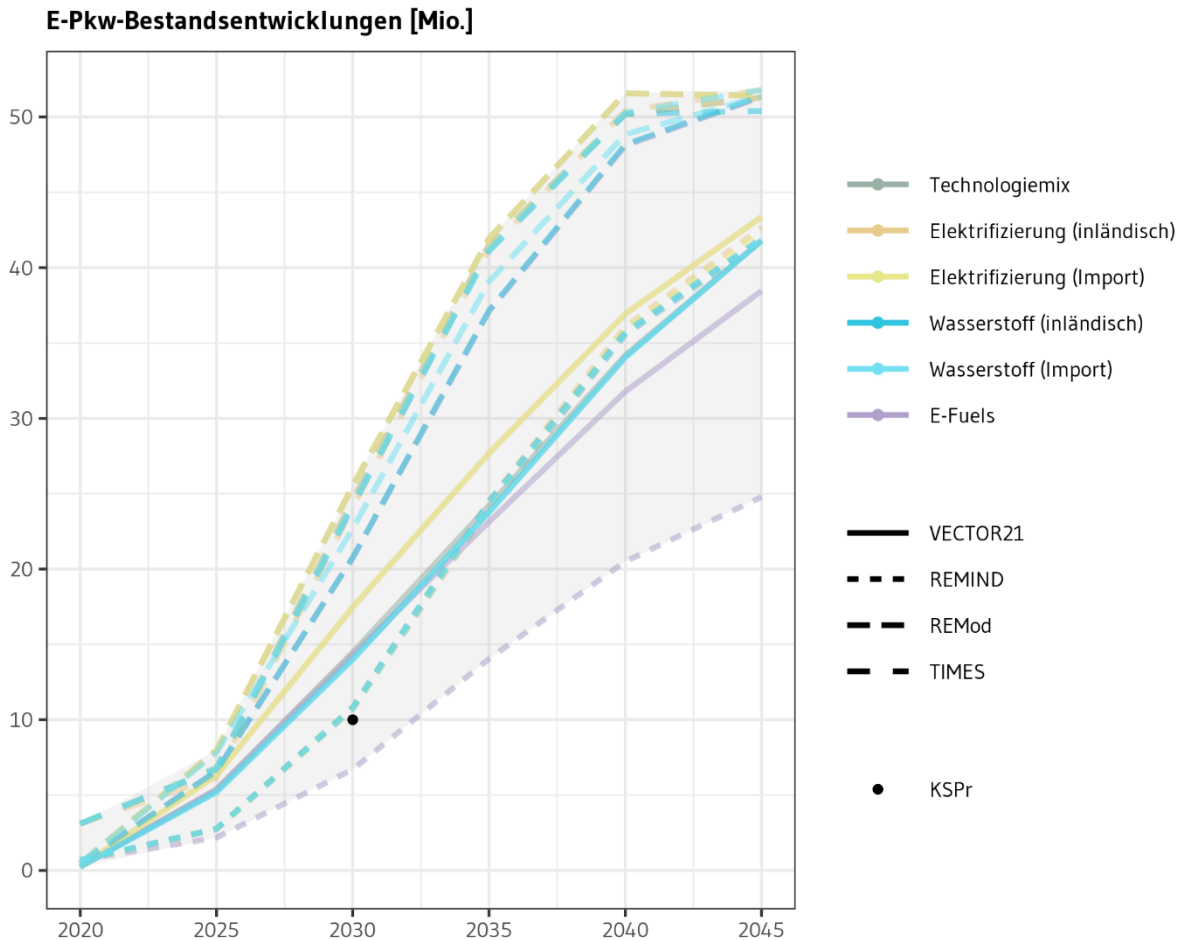 E-Pkw-Bestandsentwicklungen [Mio.]
50
40
30
20
10
0
2020 2025 2030 2035 2040 2045
Technologiemix
Elektrifizierung (inländisch)
Elektrifizierung (Import)
Wasserstoff (inländisch)
Wasserstoff (Import)
E-Fuels
VECTOR21
REMIND
REMod
TIMES
KSPr